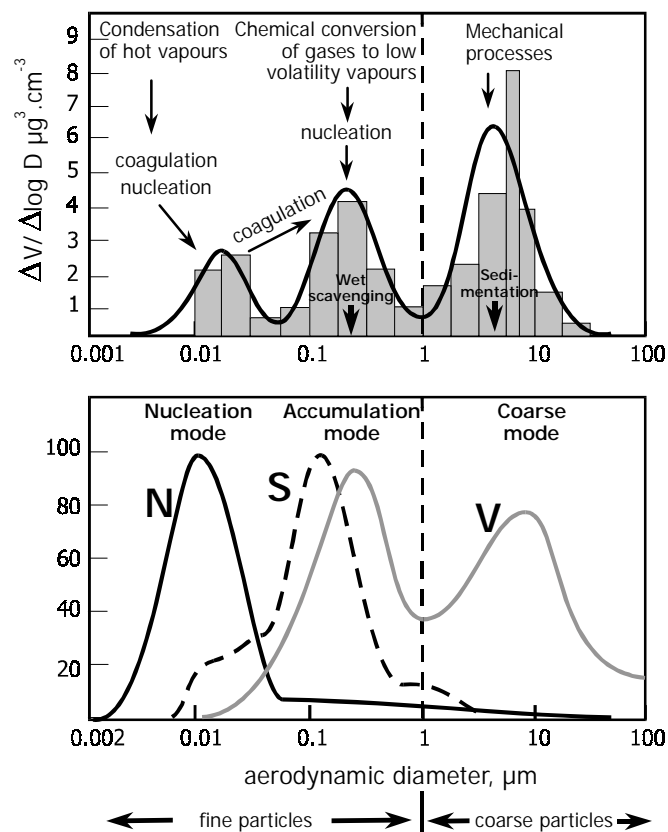 Condensation
of hot vapours
Chemical conversion
of gases to low
volatility vapours
Mechanical
processes
nucleation
coagulation
nucleation
coagulation
Wet
scavenging
Sedi-
mentation
ΔV/ Δlog D µg³.cm⁻³
9
8
7
6
5
4
3
2
1
0.001 0.01 0.1 1 10 100
Nucleation
mode
Accumulation
mode
Coarse
mode
N
S
V
100
80
60
40
20
0.002 0.01 0.1 1 10 100
aerodynamic diameter, µm
fine particles
coarse particles